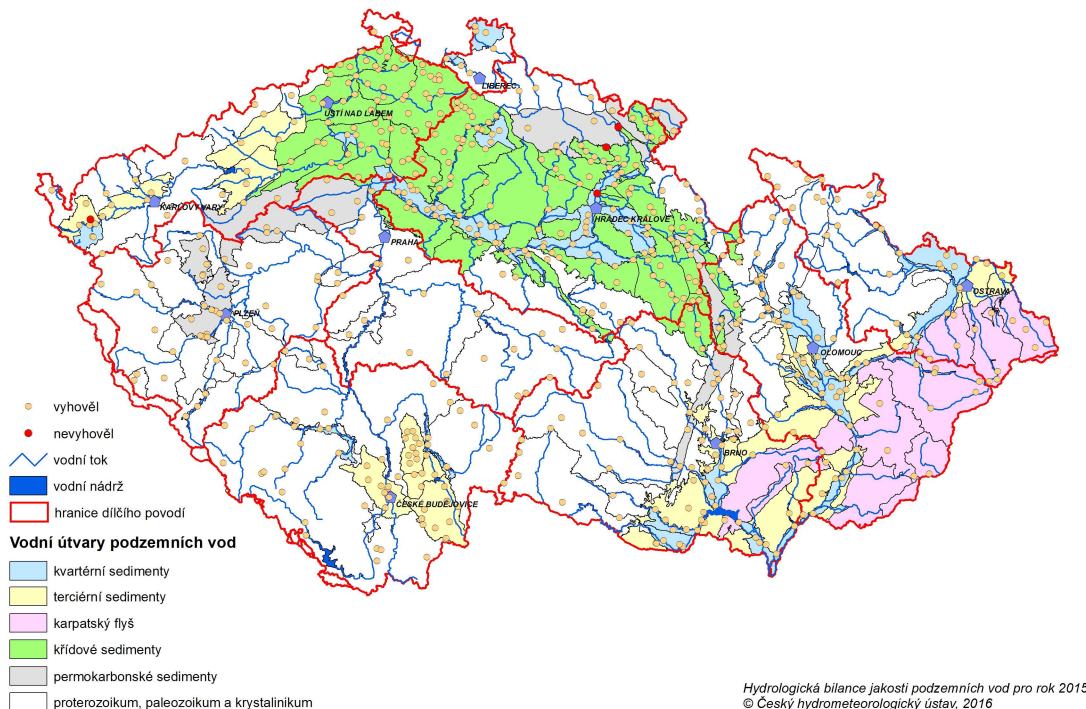 LIBEREC
ÚSTÍ NAD LABEM
KARLOVY VARY
HRADEC KRÁLOVÉ
PRAHA
OSTRAVA
PLZEŇ
OLOMOUC
BRNO
ČESKÉ BUDĚJOVICE
vyhověl
nevyhověl
vodní tok
vodní nádrž
hranice dílčího povodí
Vodní útvary podzemních vod
kvartérní sedimenty
terciérní sedimenty
karpatský flyš
křídové sedimenty
permokarbonské sedimenty
proterozoikum, paleozoikum a krystalinikum
Hydrologická bilance jakosti podzemních vod pro rok 2015
© Český hydrometeorologický ústav, 2016